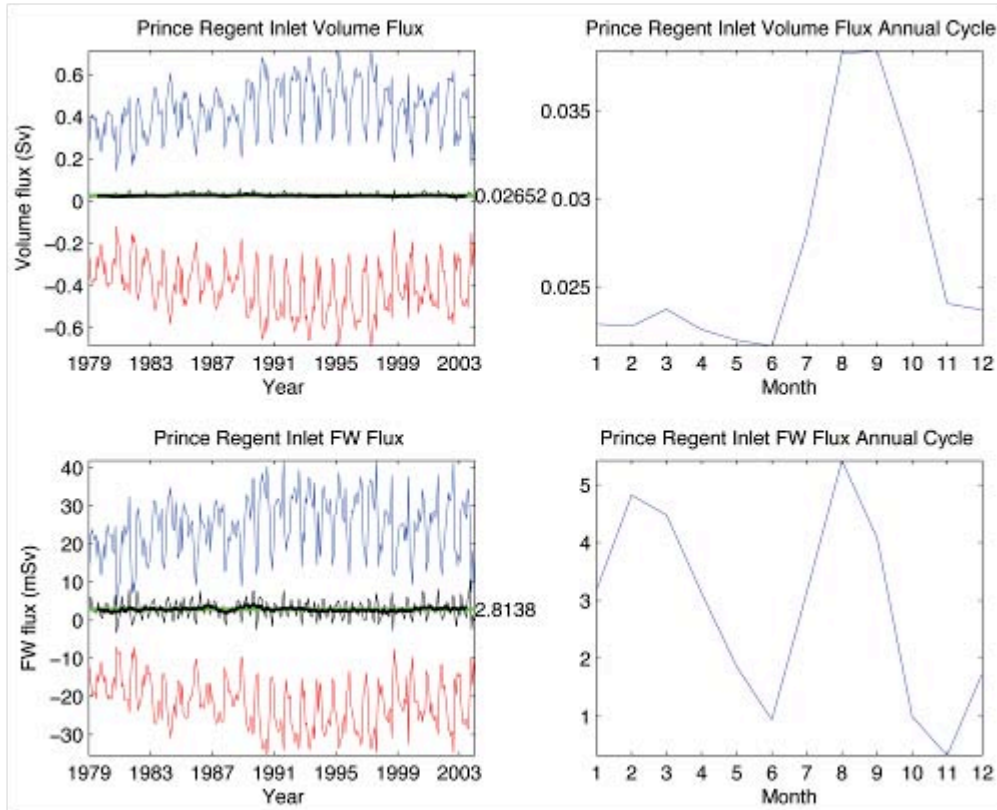 Prince Regent Inlet Volume Flux
0.6
0.4
0.2
0
−0.2
−0.4
−0.6
Volume flux (Sv)
0.02652
1979 1983 1987 1991 1995 1999 2003
Year
Prince Regent Inlet Volume Flux Annual Cycle
0.035
0.03
0.025
1 2 3 4 5 6 7 8 9 10 11 12
Month
Prince Regent Inlet FW Flux
40
30
20
10
0
−10
−20
−30
FW flux (mSv)
2.8138
1979 1983 1987 1991 1995 1999 2003
Year
Prince Regent Inlet FW Flux Annual Cycle
5
4
3
2
1
1 2 3 4 5 6 7 8 9 10 11 12
Month